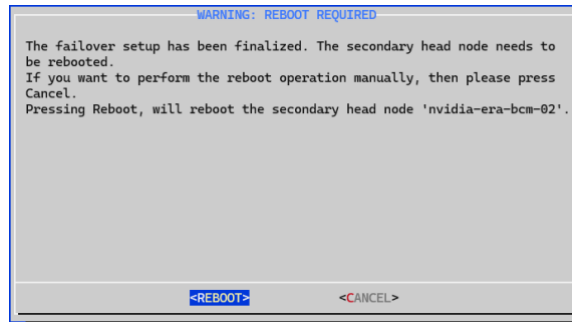 WARNING: REBOOT REQUIRED
The failover setup has been finalized. The secondary head node needs to
be rebooted.
If you want to perform the reboot operation manually, then please press
Cancel.
Pressing Reboot, will reboot the secondary head node 'nvidia-era-bcm-02'.
<REBOOT> <CANCEL>